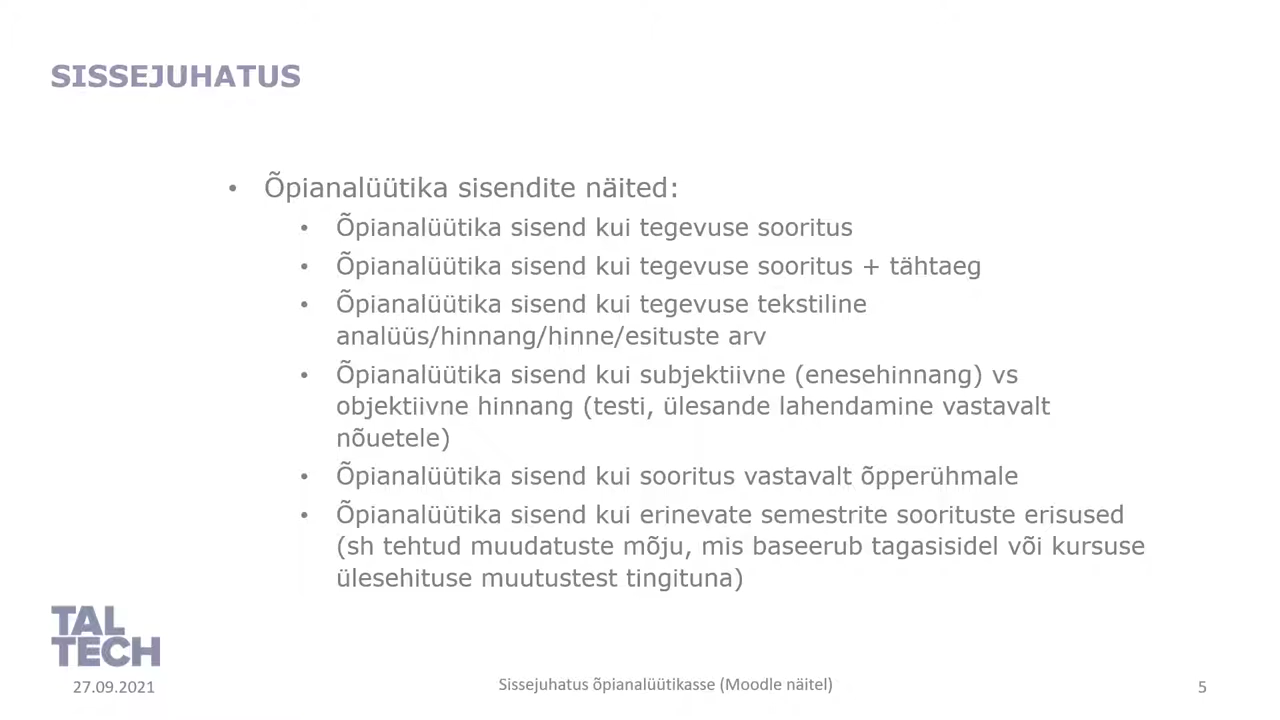 SISSEJUHATUS
• Õpianalüütika sisendite näited:
• Õpianalüütika sisend kui tegevuse sooritus
• Õpianalüütika sisend kui tegevuse sooritus + tähtaeg
• Õpianalüütika sisend kui tegevuse tekstiline
analüüs/hinnang/hinne/esituste arv
• Õpianalüütika sisend kui subjektiivne (enesehinnang) vs
objektiivne hinnang (testi, ülesande lahendamine vastavalt
nõuetele)
• Õpianalüütika sisend kui sooritus vastavalt õpperühmale
• Õpianalüütika sisend kui erinevate semestrite soorituste erisused
(sh tehtud muudatuste mõju, mis baseerub tagasisidel või kursuse
ülesehituse muutustest tingituna)
TAL
TECH
27.09.2021
Sissejuhatus õpianalüütikasse (Moodle näitel)
5